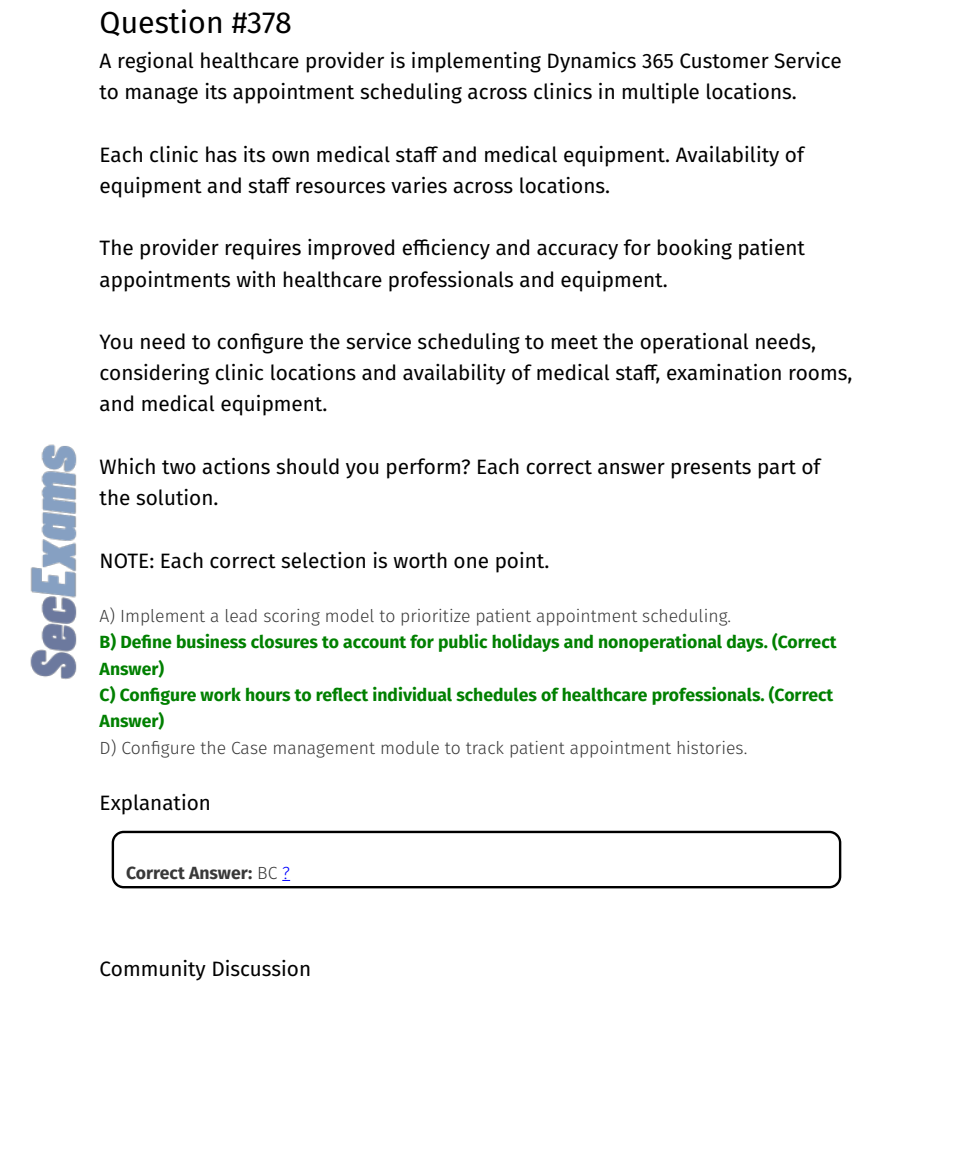 Question #378
A regional healthcare provider is implementing Dynamics 365 Customer Service
to manage its appointment scheduling across clinics in multiple locations.
Each clinic has its own medical staff and medical equipment. Availability of
equipment and staff resources varies across locations.
The provider requires improved efficiency and accuracy for booking patient
appointments with healthcare professionals and equipment.
You need to configure the service scheduling to meet the operational needs,
considering clinic locations and availability of medical staff, examination rooms,
and medical equipment.
Which two actions should you perform? Each correct answer presents part of
the solution.
NOTE: Each correct selection is worth one point.
A) Implement a lead scoring model to prioritize patient appointment scheduling.
B) Define business closures to account for public holidays and nonoperational days. (Correct
Answer)
C) Configure work hours to reflect individual schedules of healthcare professionals. (Correct
Answer)
D) Configure the Case management module to track patient appointment histories.
Explanation
Correct Answer: BC ?
Community Discussion
SecExams